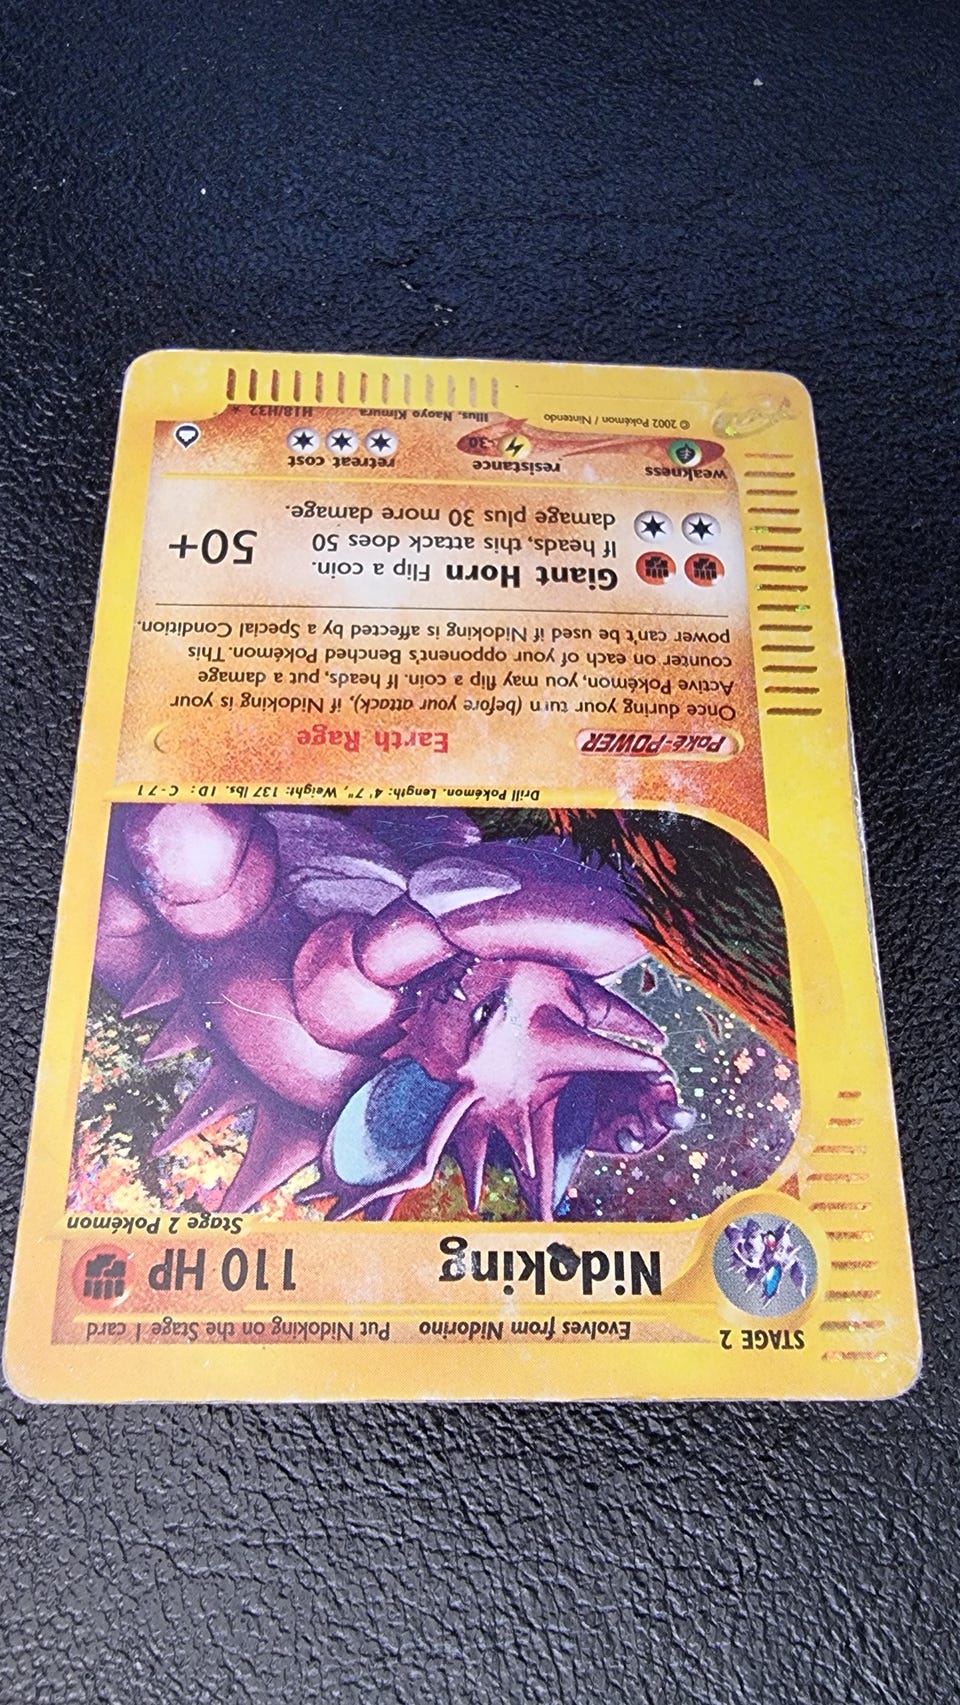 STAGE 2
Evolves from Nidorino Put Nidoking on the Stage 1 card
Nidoking 110 HP
Stage 2 Pokémon
Drill Pokémon. Length: 4' 7", Weight: 137 lbs. ID: C-71
Poké-POWER Earth Rage
Once during your turn (before your attack), if Nidoking is your
Active Pokémon, you may flip a coin. If heads, put a damage
counter on each of your opponent's Benched Pokémon. This
power can't be used if Nidoking is affected by a Special Condition.
Giant Horn Flip a coin.
If heads, this attack does 50
damage plus 30 more damage.
50+
weakness resistance retreat cost
-30
© 2002 Pokémon / Nintendo Illus. Naoyo Kimura H18/H32 ★